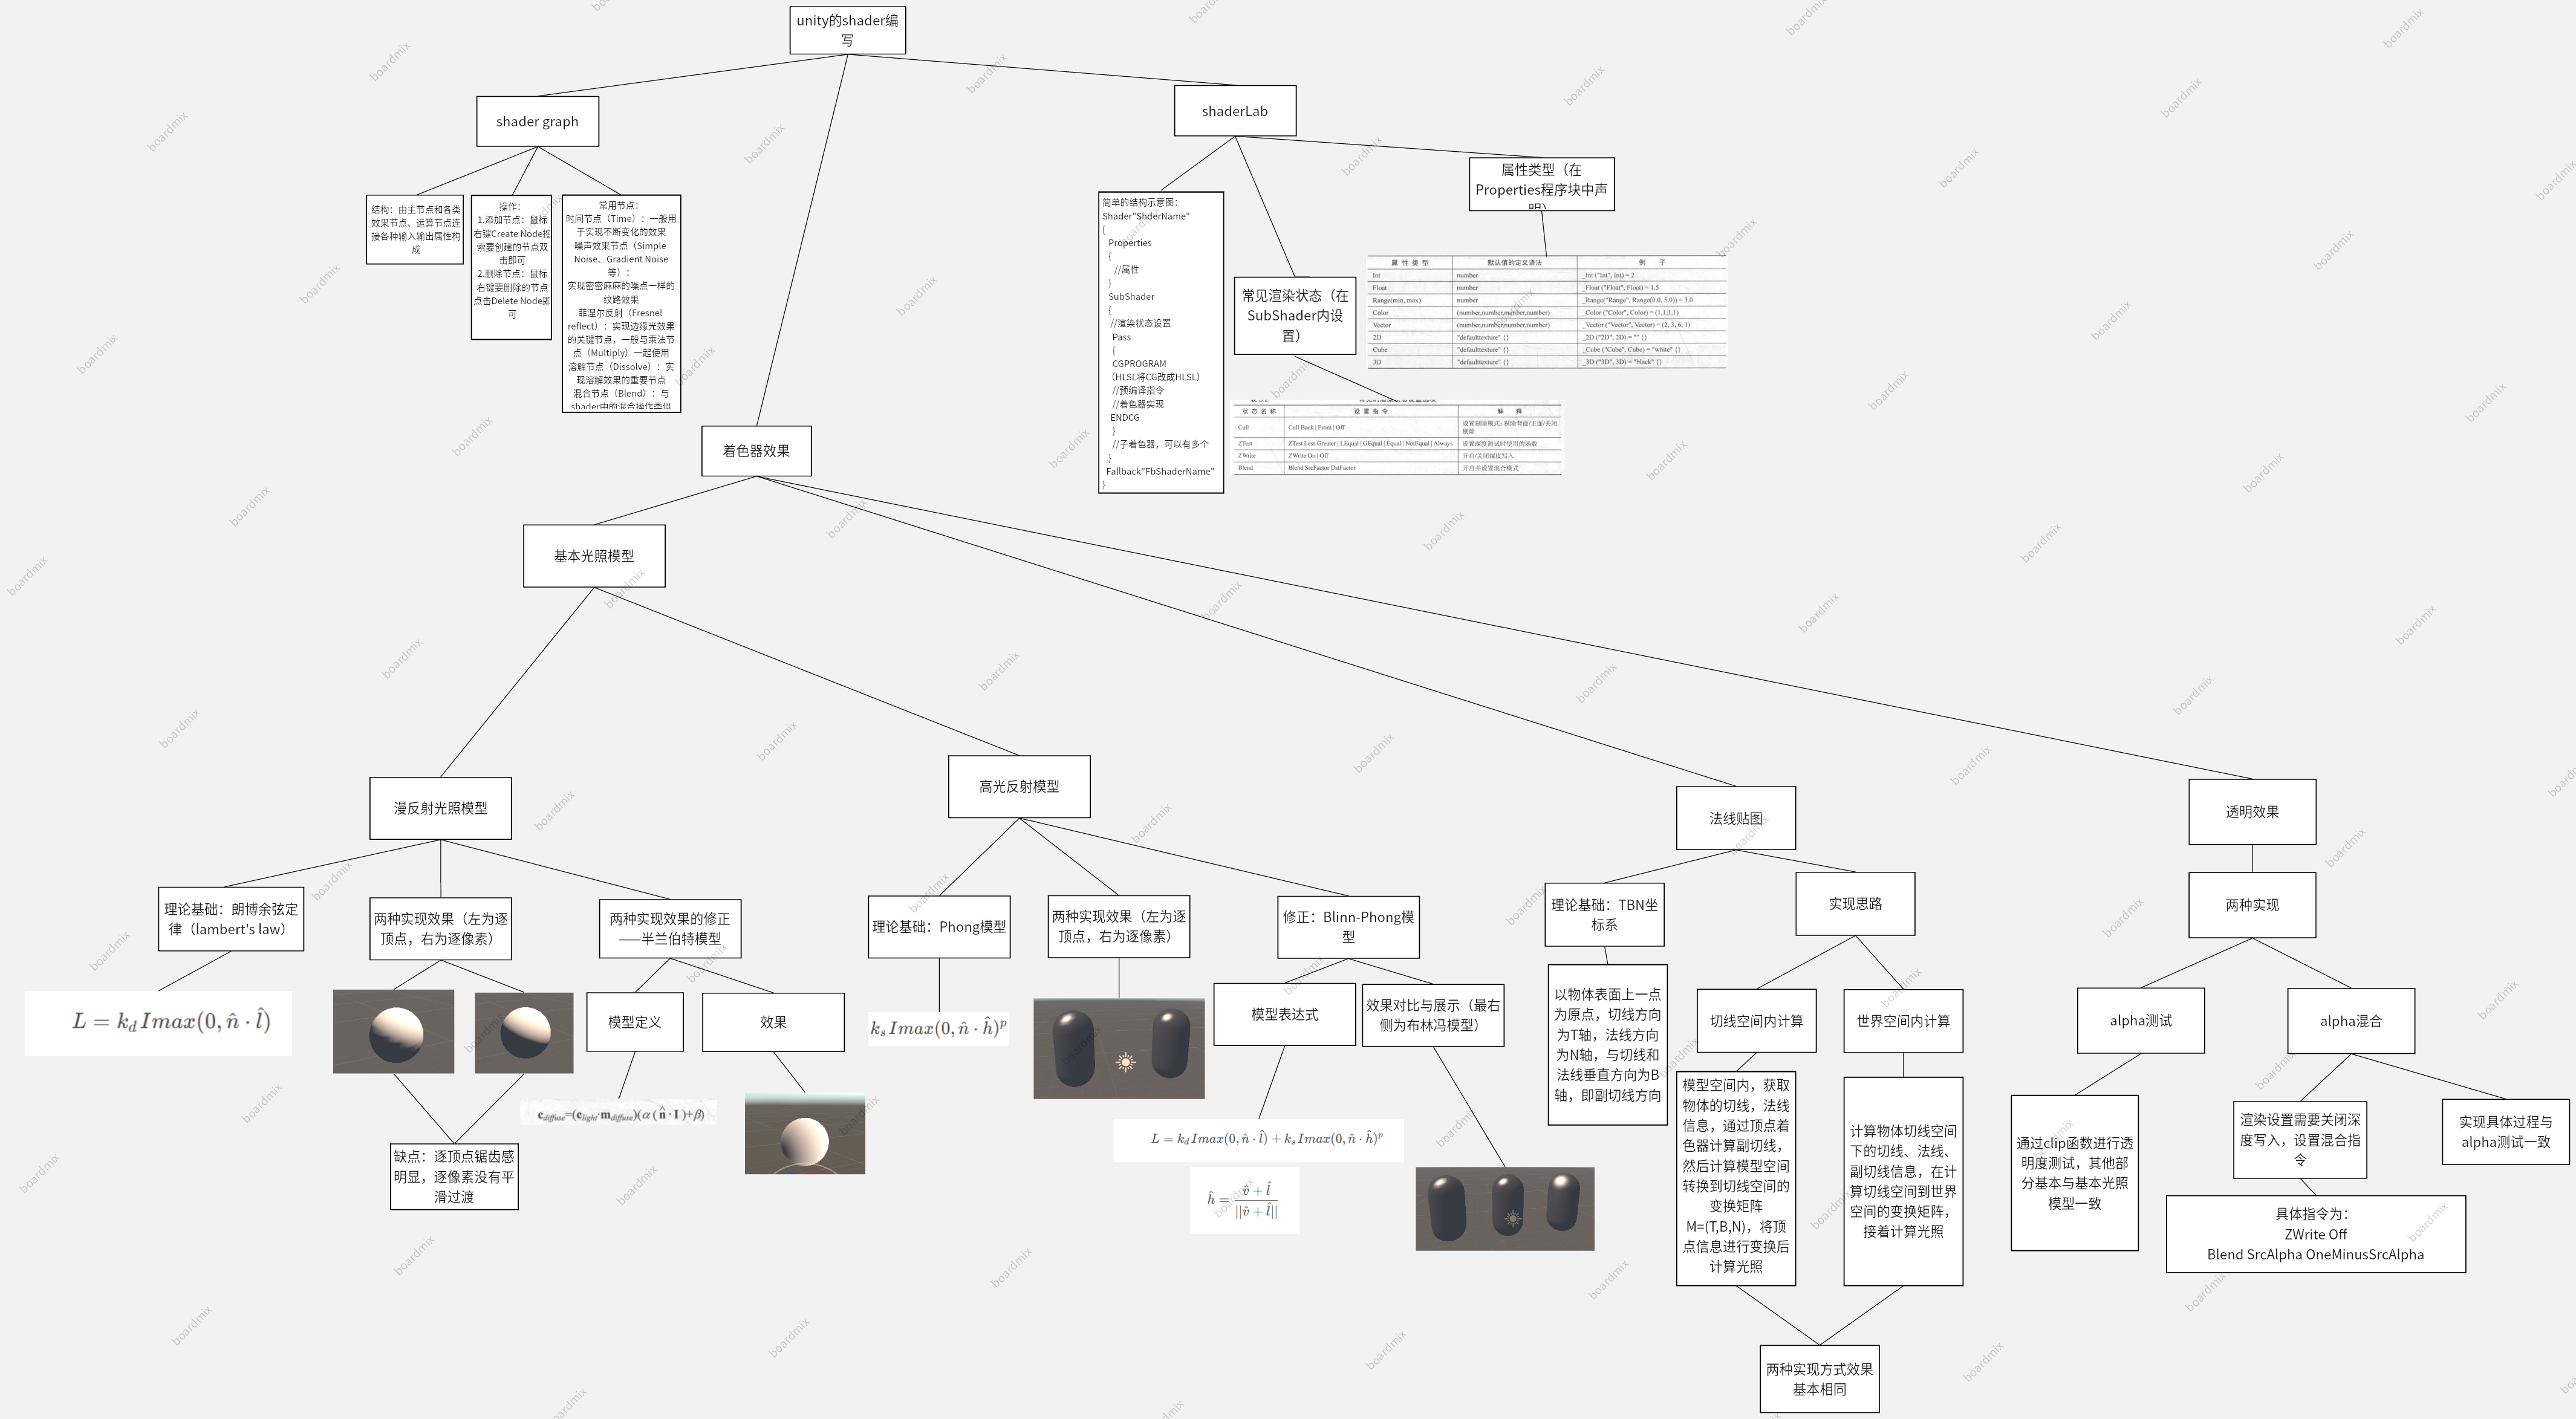 unity的shader编
写
shader graph
shaderLab
结构：由主节点和各类
效果节点、运算节点连
接各种输入输出属性构
成
操作：
1.添加节点：鼠标
右键Create Node搜
索要创建的节点双
击即可
2.删除节点：鼠标
右键要删除的节点
点击Delete Node即
可
常用节点：
时间节点（Time）：一般用
于实现不断变化的效果
噪声效果节点（Simple
Noise、Gradient Noise
等）：
实现密密麻麻的噪点一样的
纹路效果
菲涅尔反射（Fresnel
reflect）：实现边缘光效果
的关键节点，一般与乘法节
点（Multiply）一起使用
溶解节点（Dissolve）：实
现溶解效果的重要节点
混合节点（Blend）：与
shader中的混合操作类似
简单的结构示意图：
Shader"ShderName"
{
Properties
{
//属性
}
SubShader
{
//渲染状态设置
Pass
{
CGPROGRAM
（HLSL将CG改成HLSL）
//预编译指令
//着色器实现
ENDCG
}
//子着色器，可以有多个
}
Fallback"FbShaderName"
}
常见渲染状态（在
SubShader内设
置）
状态名称 设置指令 解释
Cull Cull Back | Front | Off 设置剔除模式：剔除背面/正面/关闭
剔除
ZTest ZTest Less Greater | LEqual | GEqual | Equal | NotEqual | Always 设置深度测试时使用的函数
ZWrite ZWrite On | Off 开启/关闭深度写入
Blend Blend SrcFactor DstFactor 开启并设置混合模式
属性类型（在
Properties程序块中声
明）
属性类型 默认值的定义语法 例子
Int number _Int ("Int", Int) = 2
Float number _Float ("Float", Float) = 1.5
Range(min, max) number _Range("Range", Range(0.0, 5.0)) = 3.0
Color (number,number,number,number) _Color ("Color", Color) = (1,1,1,1)
Vector (number,number,number,number) _Vector ("Vector", Vector) = (2, 3, 6, 1)
2D "defaulttexture" {} _2D ("2D", 2D) = "" {}
Cube "defaulttexture" {} _Cube ("Cube", Cube) = "white" {}
3D "defaulttexture" {} _3D ("3D", 3D) = "black" {}
着色器效果
基本光照模型
漫反射光照模型
高光反射模型
法线贴图
透明效果
理论基础：朗博余弦定
律（lambert's law）
L = k_d Imax(0, n̂ · l̂)
两种实现效果（左为逐
顶点，右为逐像素）
缺点：逐顶点锯齿感
明显，逐像素没有平
滑过渡
两种实现效果的修正
——半兰伯特模型
模型定义
c_diffuse=(c_light·m_diffuse)(α(n̂·I)+β)
效果
理论基础：Phong模型
k_s Imax(0, n̂ · ĥ)^p
两种实现效果（左为逐
顶点，右为逐像素）
修正：Blinn-Phong模
型
模型表达式
L = k_d Imax(0, n̂ · l̂) + k_s Imax(0, n̂ · ĥ)^p
ĥ = (v̂ + l̂) / ||v̂ + l̂||
效果对比与展示（最右
侧为布林冯模型）
理论基础：TBN坐
标系
以物体表面上一点
为原点，切线方向
为T轴，法线方向
为N轴，与切线和
法线垂直方向为B
轴，即副切线方向
实现思路
切线空间内计算
模型空间内，获取
物体的切线，法线
信息，通过顶点着
色器计算副切线，
然后计算模型空间
转换到切线空间的
变换矩阵
M=(T,B,N)，将顶
点信息进行变换后
计算光照
世界空间内计算
计算物体切线空间
下的切线、法线、
副切线信息，在计
算切线空间到世界
空间的变换矩阵，
接着计算光照
两种实现方式效果
基本相同
两种实现
alpha测试
通过clip函数进行透
明度测试，其他部
分基本与基本光照
模型一致
alpha混合
渲染设置需要关闭深
度写入，设置混合指
令
具体指令为：
ZWrite Off
Blend SrcAlpha OneMinusSrcAlpha
实现具体过程与
alpha测试一致